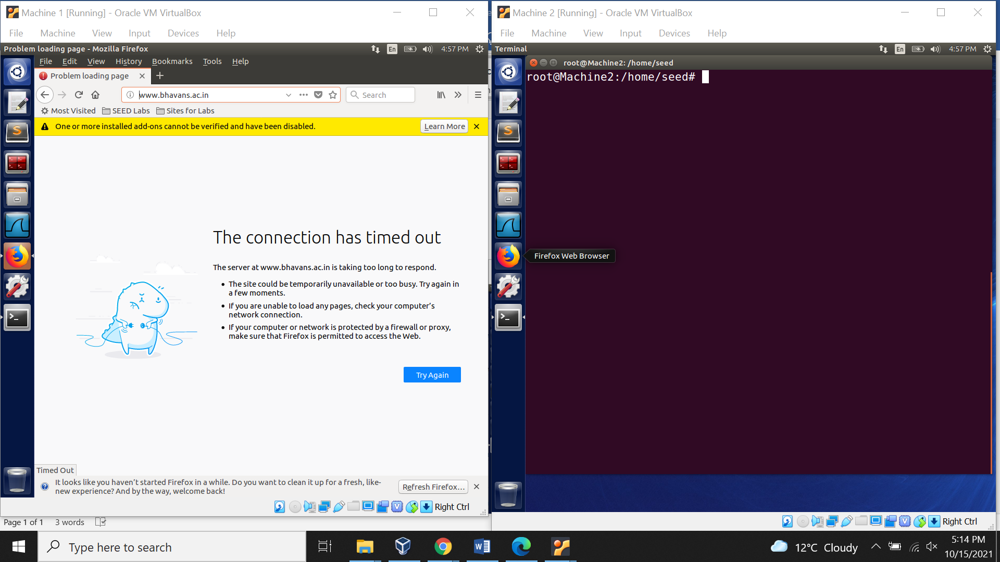 Machine 1 [Running] - Oracle VM VirtualBox
File Machine View Input Devices Help
Problem loading page - Mozilla Firefox En 4:57 PM
File Edit View History Bookmarks Tools Help
Problem loading page
www.bhavans.ac.in Search
Most Visited SEED Labs Sites for Labs
One or more installed add-ons cannot be verified and have been disabled. Learn More
The connection has timed out
The server at www.bhavans.ac.in is taking too long to respond.
The site could be temporarily unavailable or too busy. Try again in
a few moments.
If you are unable to load any pages, check your computer’s
network connection.
If your computer or network is protected by a firewall or proxy,
make sure that Firefox is permitted to access the Web.
Try Again
Timed Out
It looks like you haven’t started Firefox in a while. Do you want to clean it up for a fresh, like-
new experience? And by the way, welcome back!
Refresh Firefox…
Right Ctrl
Page 1 of 1 3 words
Machine 2 [Running] - Oracle VM VirtualBox
File Machine View Input Devices Help
Terminal En 4:57 PM
root@Machine2: /home/seed
root@Machine2:/home/seed#
Firefox Web Browser
Right Ctrl
Type here to search
12°C Cloudy
5:14 PM
10/15/2021